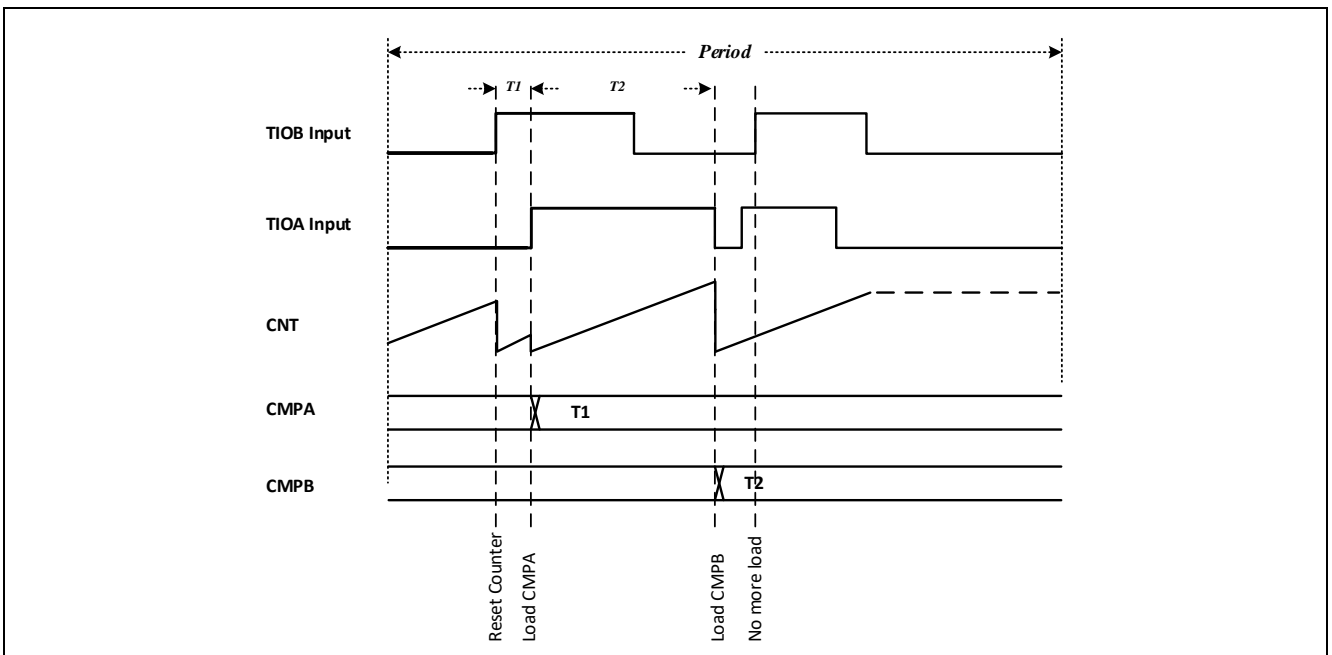 Period
T1
T2
TIOB Input
TIOA Input
CNT
CMPA
T1
CMPB
T2
Reset Counter
Load CMPA
Load CMPB
No more load